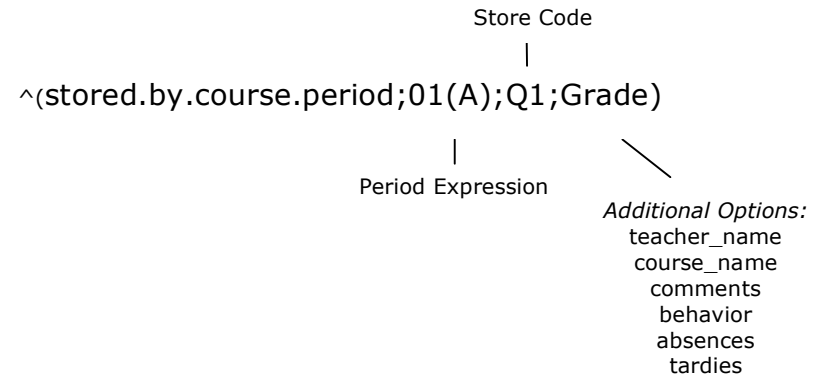 Store Code
^(stored.by.course.period;01(A);Q1;Grade)
Period Expression
Additional Options:
teacher_name
course_name
comments
behavior
absences
tardies